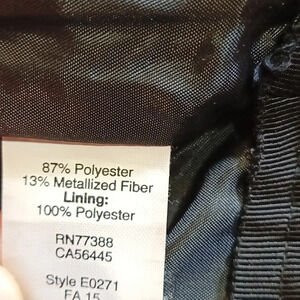 87% Polyester
13% Metallized Fiber
Lining:
100% Polyester
RN77388
CA56445
Style E0271
FA 15